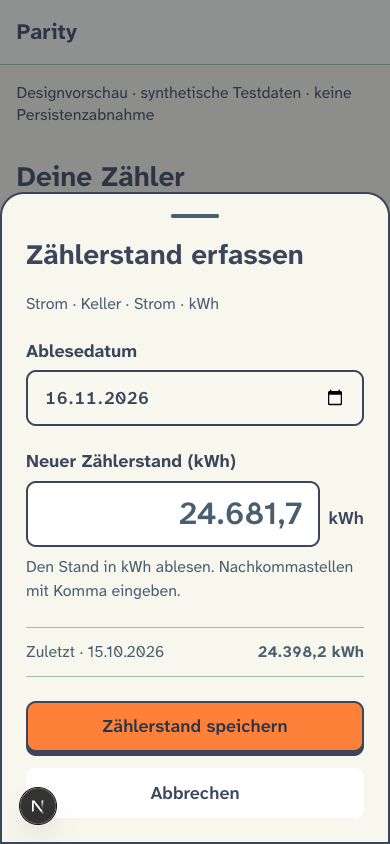 Parity
Designvorschau · synthetische Testdaten · keine
Persistenzabnahme
Deine Zähler
Zählerstand erfassen
Strom · Keller · Strom · kWh
Ablesedatum
16.11.2026
Neuer Zählerstand (kWh)
24.681,7 kWh
Den Stand in kWh ablesen. Nachkommastellen
mit Komma eingeben.
Zuletzt · 15.10.2026 24.398,2 kWh
Zählerstand speichern
Abbrechen
N